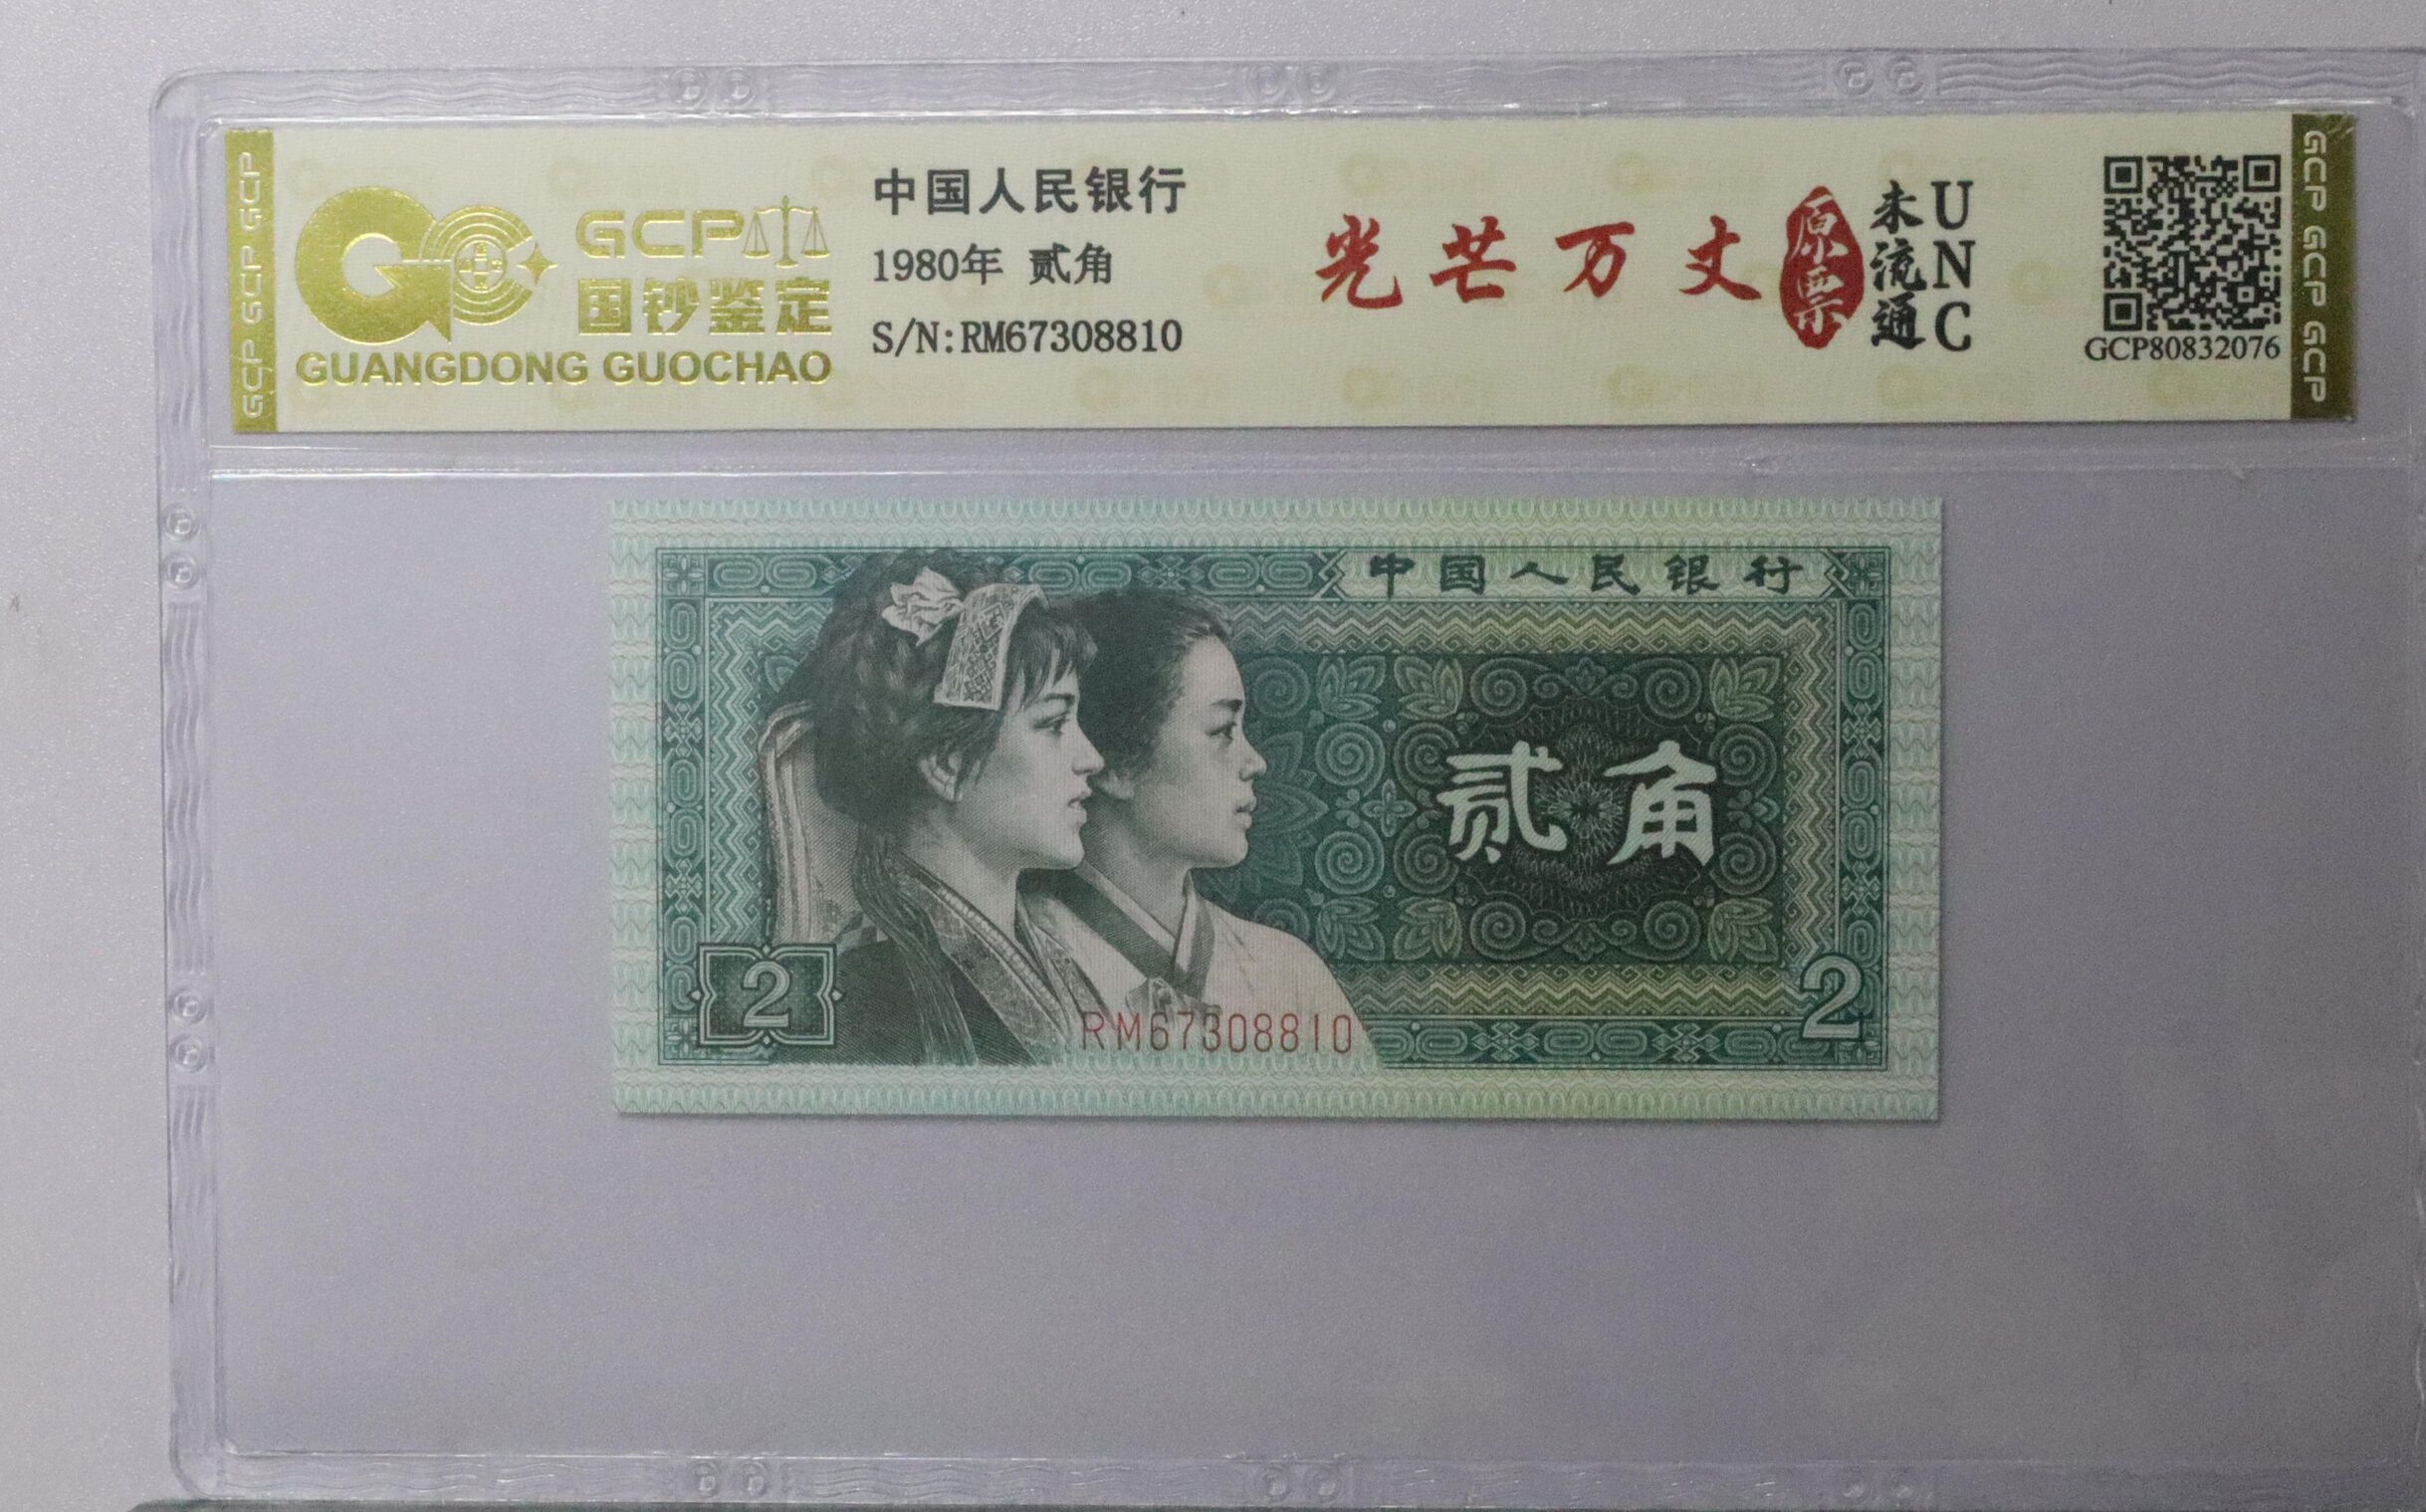 GCP GCP GCP
GCP
国钞鉴定
GUANGDONG GUOCHAO
中国人民银行
1980年 贰角
S/N:RM67308810
光芒万丈
原票
未流通
UNC
GCP80832076
GCP GCP GCP
中国人民银行
贰角
2
RM67308810
2